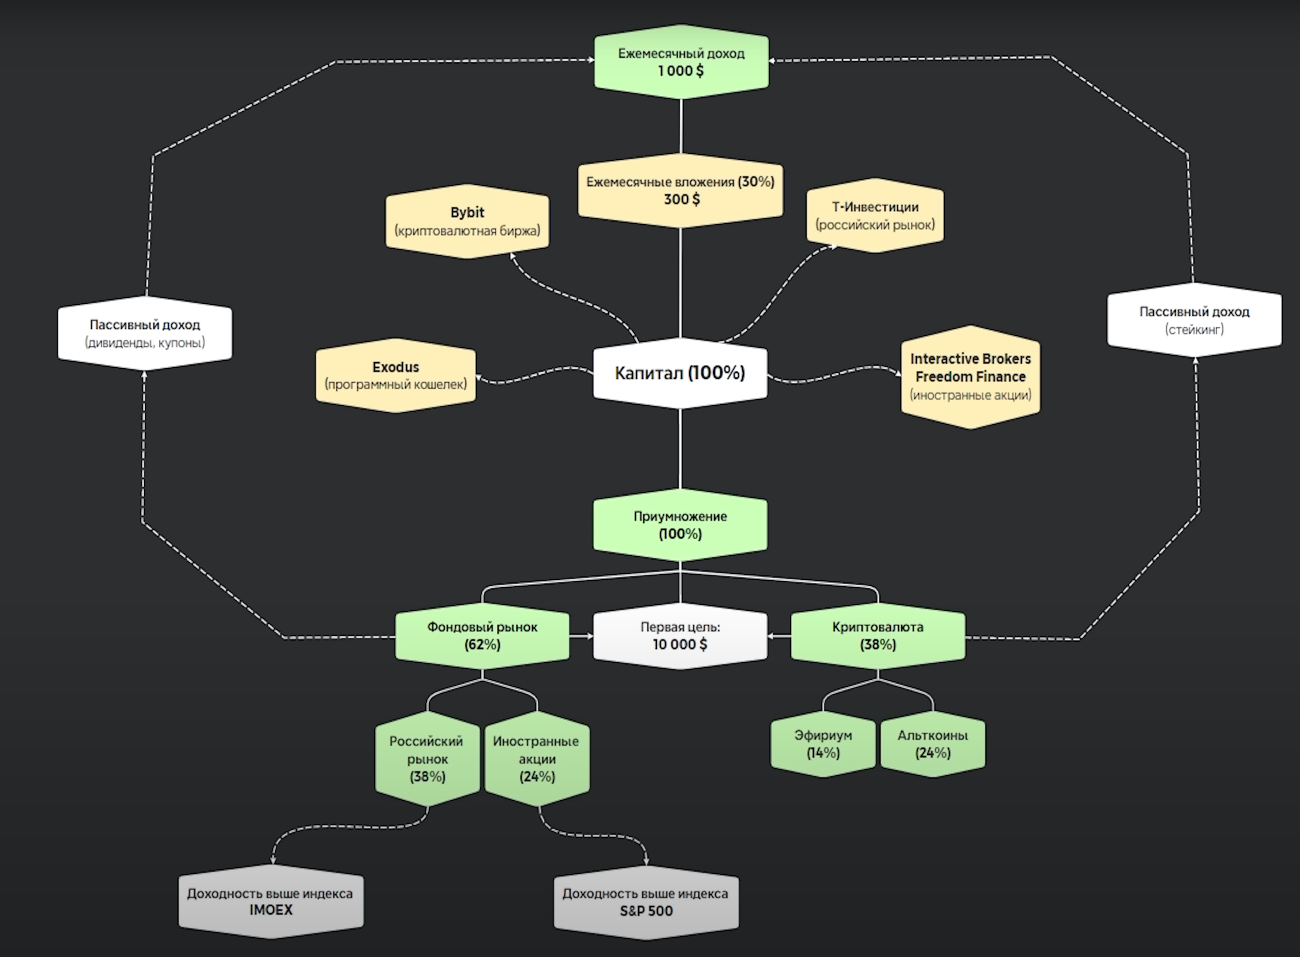 Ежемесячный доход
1 000 $
Ежемесячные вложения (30%)
300 $
Bybit
(криптовалютная биржа)
Т-Инвестиции
(российский рынок)
Пассивный доход
(дивиденды, купоны)
Пассивный доход
(стейкинг)
Exodus
(программный кошелек)
Капитал (100%)
Interactive Brokers
Freedom Finance
(иностранные акции)
Приумножение
(100%)
Фондовый рынок
(62%)
Первая цель:
10 000 $
Криптовалюта
(38%)
Российский
рынок
(38%)
Иностранные
акции
(24%)
Эфириум
(14%)
Альткоины
(24%)
Доходность выше индекса
IMOEX
Доходность выше индекса
S&P 500